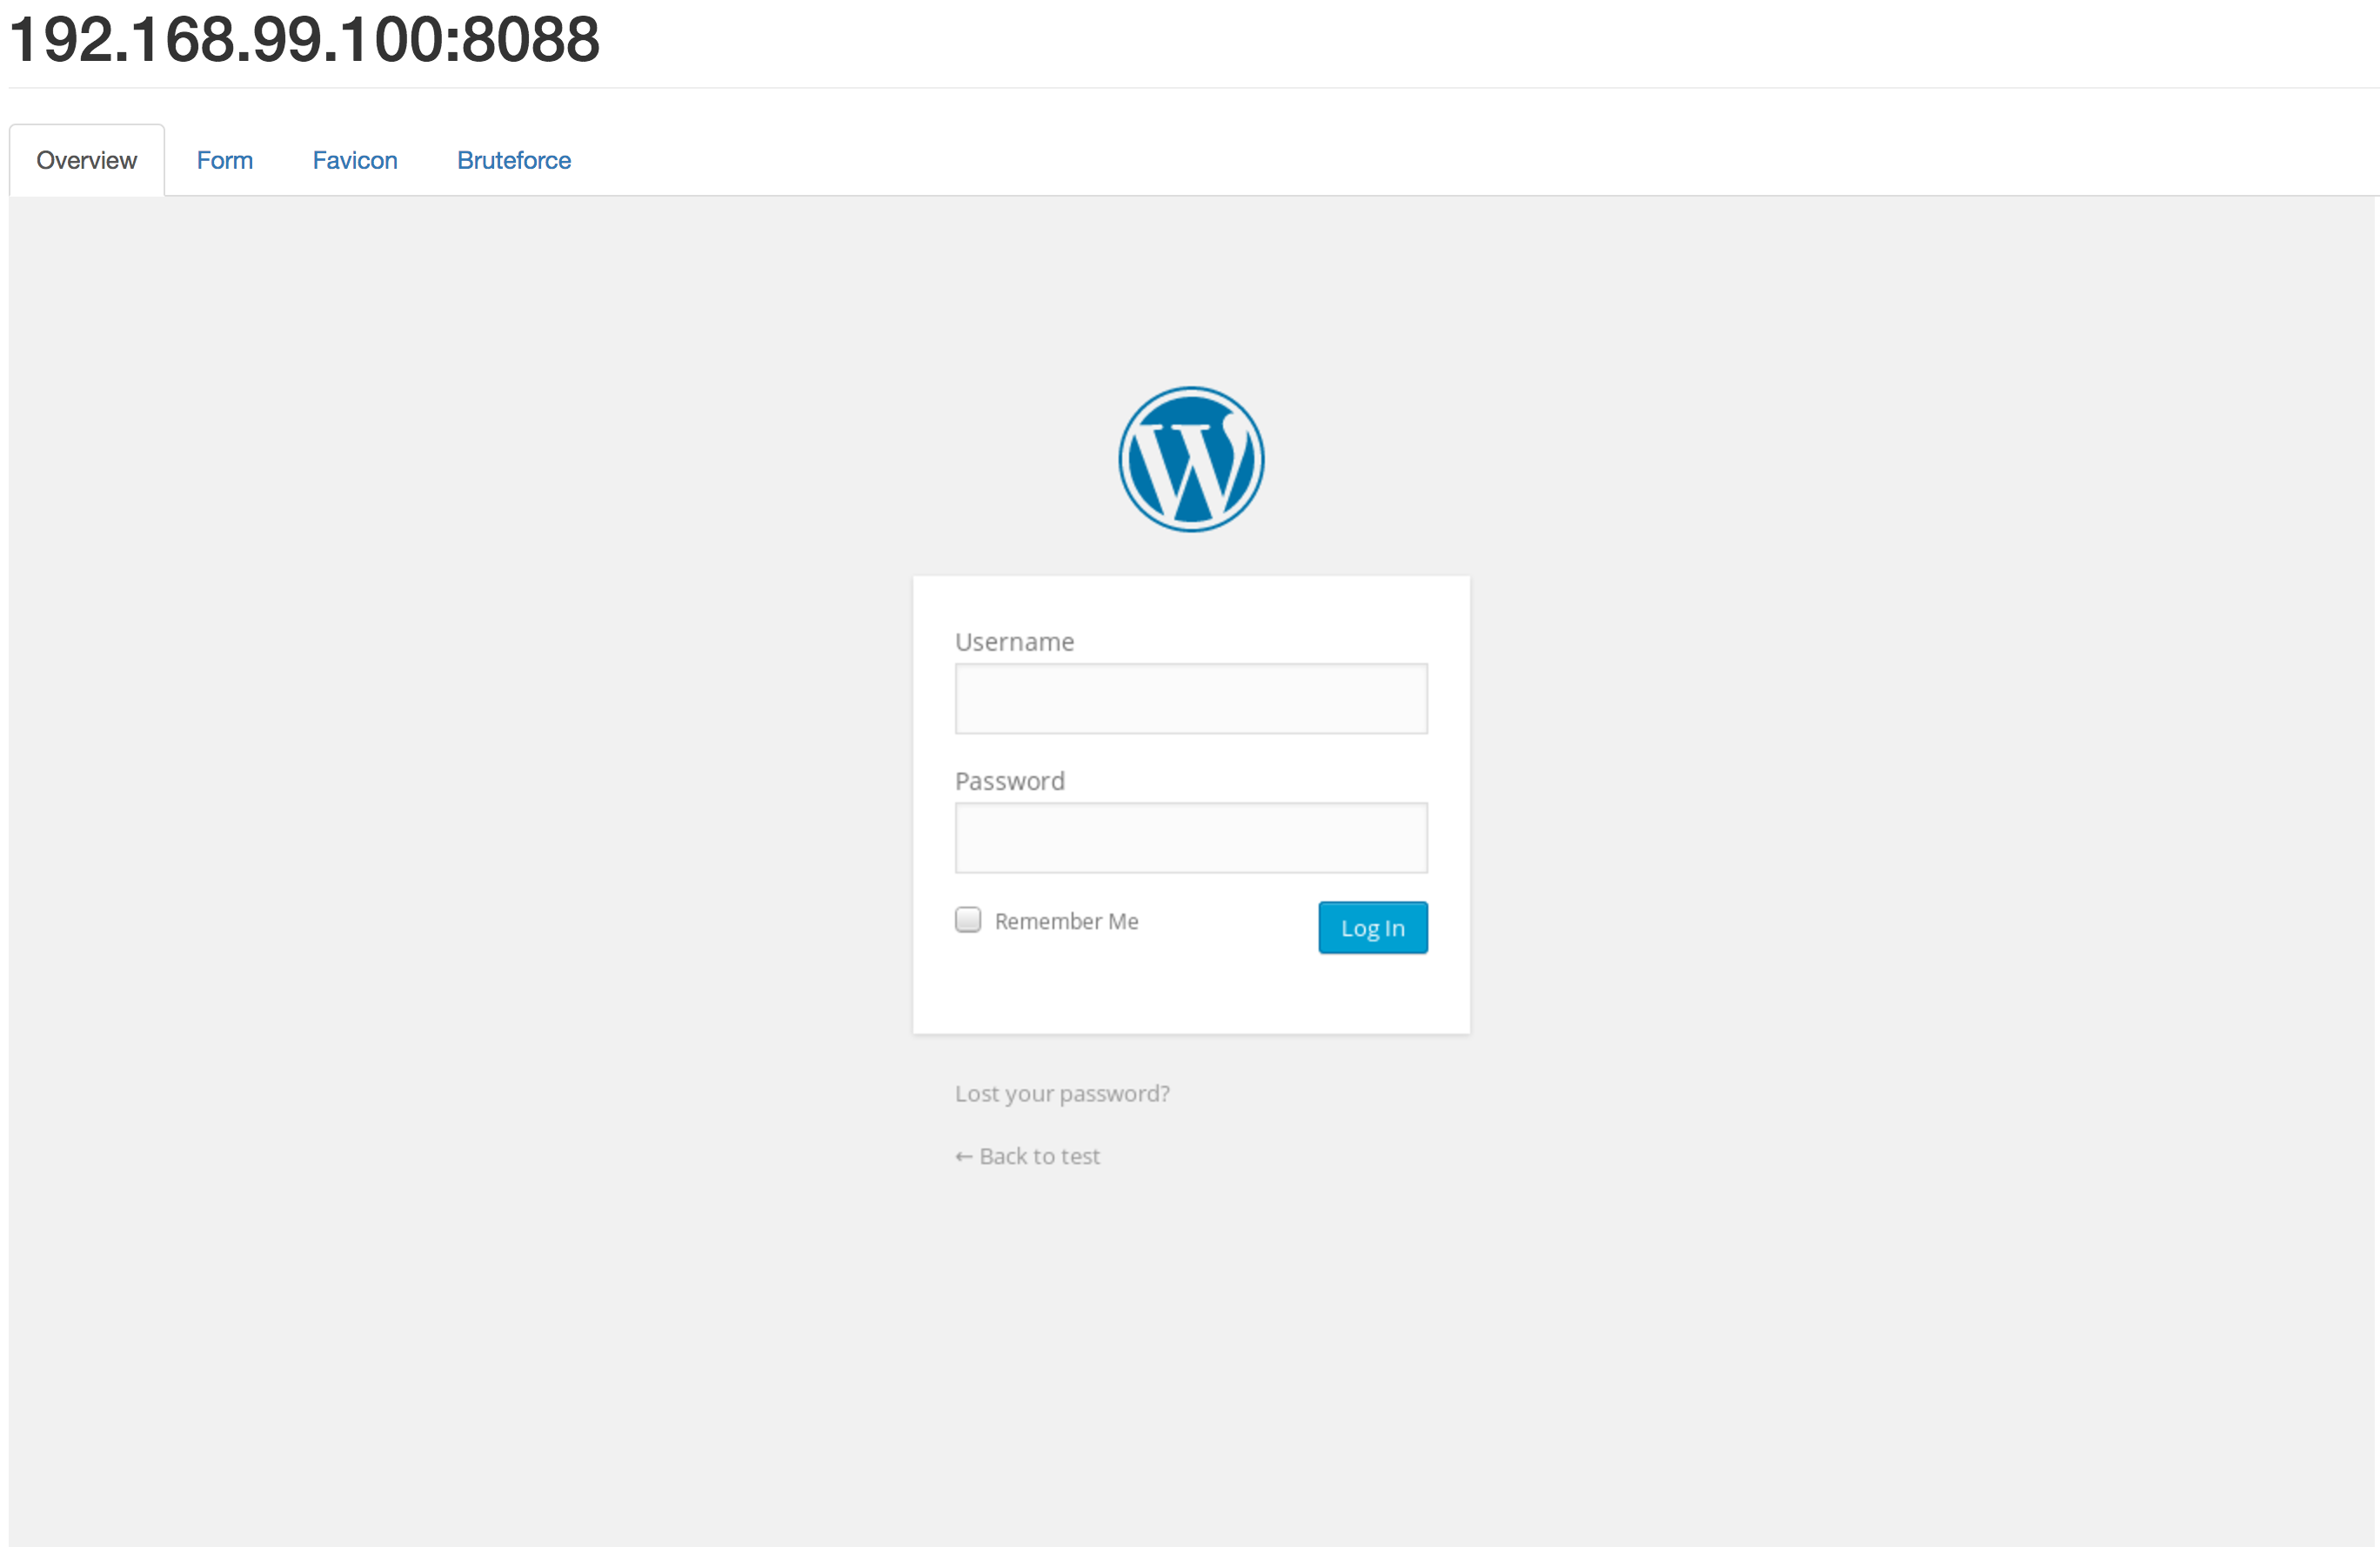 192.168.99.100:8088
Overview Form Favicon Bruteforce
W
Username
Password
Remember Me Log In
Lost your password?
← Back to test